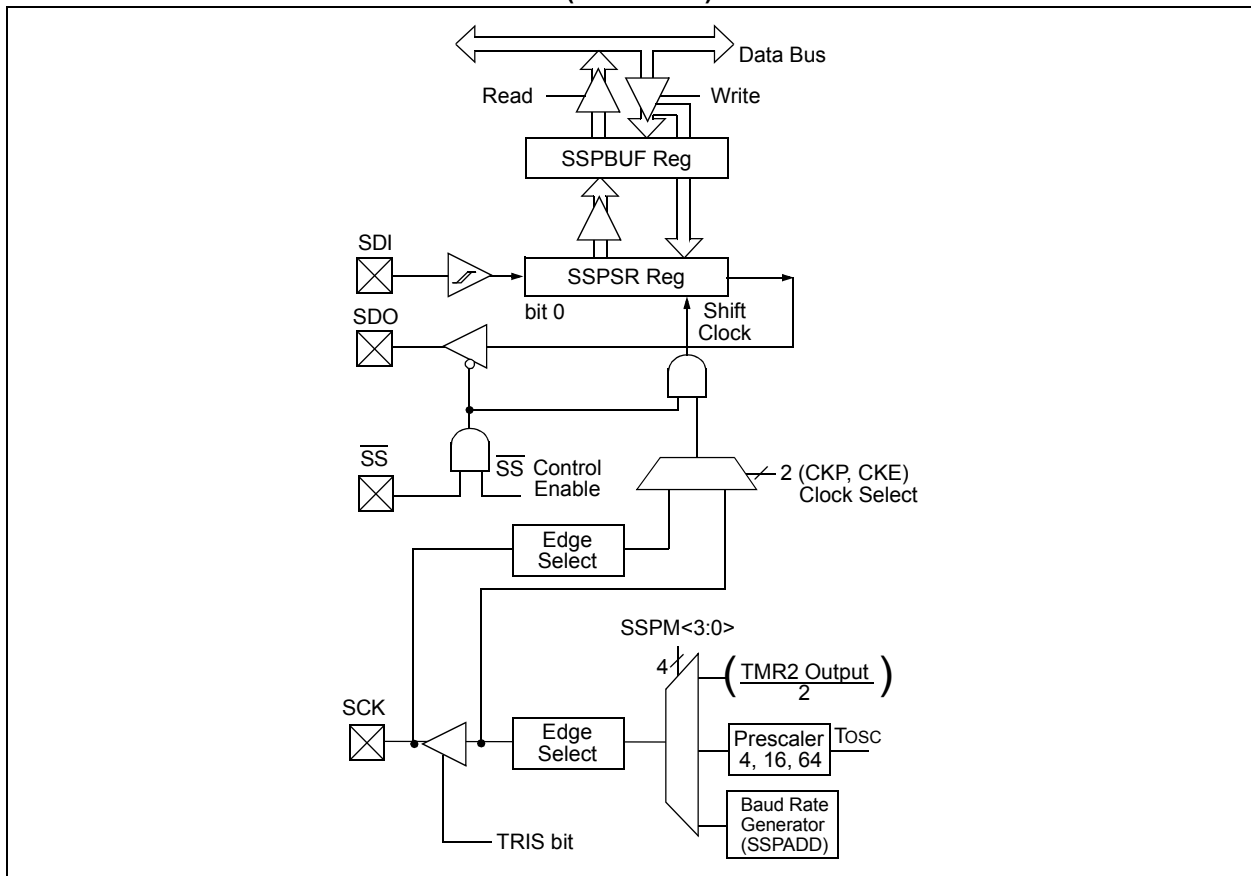 Data Bus
Read
Write
SSPBUF Reg
SDI
SSPSR Reg
bit 0
Shift
Clock
SDO
SS
SS Control
Enable
2 (CKP, CKE)
Clock Select
Edge
Select
SSPM<3:0>
4
(TMR2 Output)
2
SCK
Edge
Select
Prescaler
4, 16, 64
TOSC
Baud Rate
Generator
(SSPADD)
TRIS bit